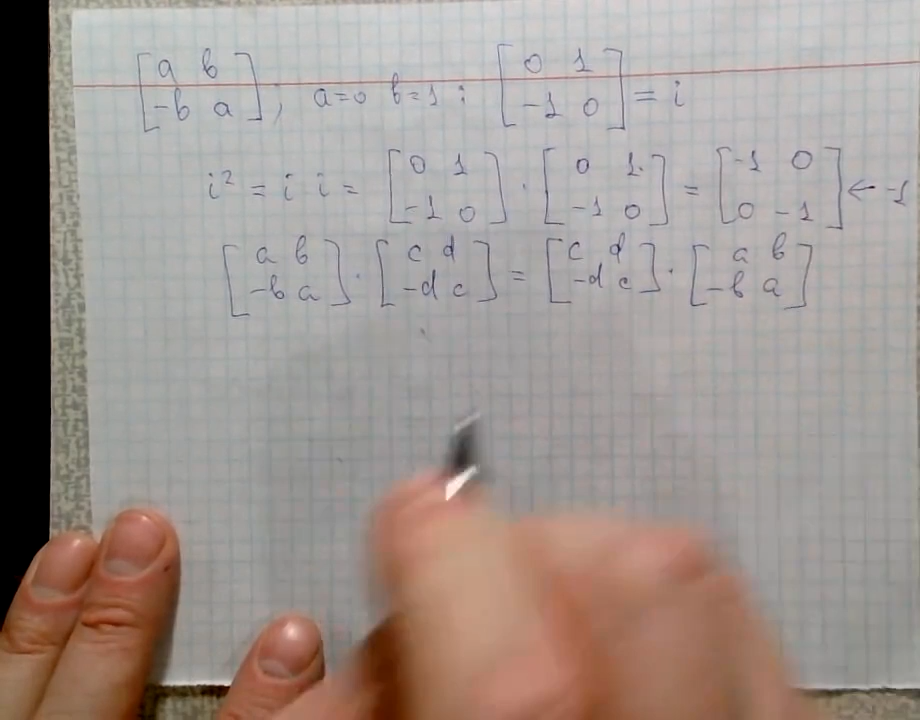 [a b; -b a]; a=0 b=1 : [0 1; -1 0] = i
i² = i i = [0 1; -1 0] · [0 1; -1 0] = [-1 0; 0 -1] ← -1
[a b; -b a] · [c d; -d c] = [c d; -d c] · [a b; -b a]